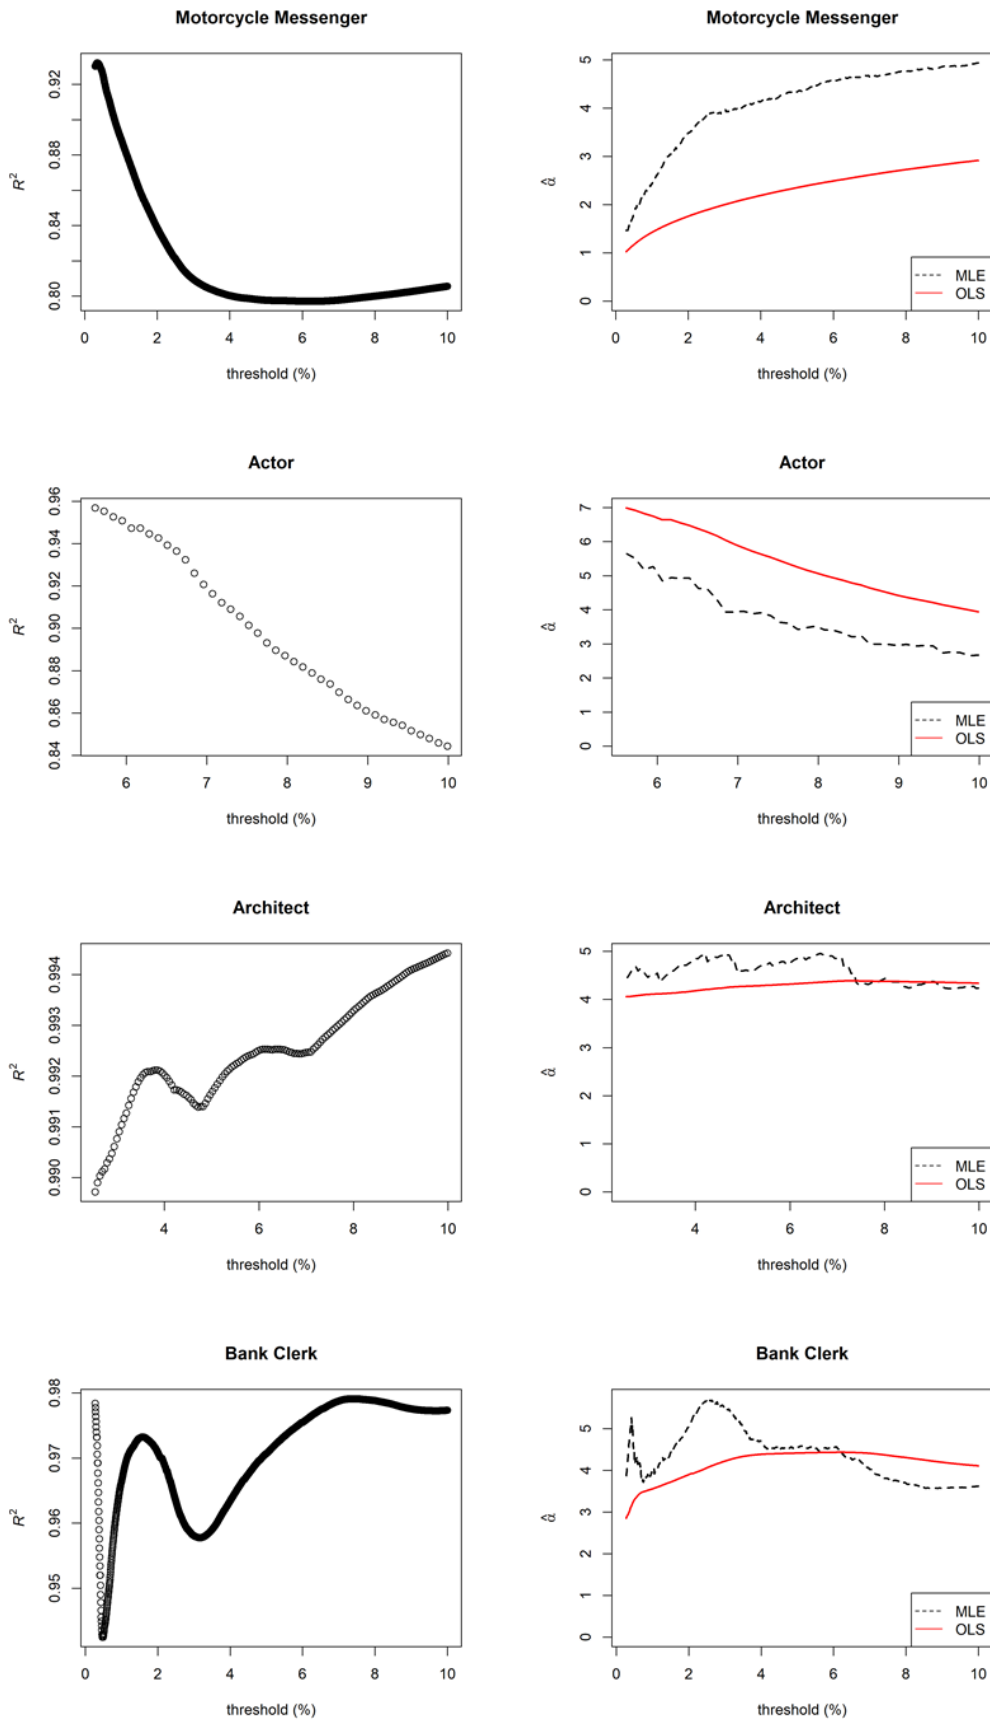 Motorcycle Messenger
R²
0.80 0.84 0.88 0.92
0 2 4 6 8 10
threshold (%)
Motorcycle Messenger
α̂
0 1 2 3 4 5
MLE
OLS
0 2 4 6 8 10
threshold (%)
Actor
R²
0.84 0.86 0.88 0.90 0.92 0.94 0.96
6 7 8 9 10
threshold (%)
Actor
α̂
0 1 2 3 4 5 6 7
MLE
OLS
6 7 8 9 10
threshold (%)
Architect
R²
0.990 0.991 0.992 0.993 0.994
4 6 8 10
threshold (%)
Architect
α̂
0 1 2 3 4 5
MLE
OLS
4 6 8 10
threshold (%)
Bank Clerk
R²
0.95 0.96 0.97 0.98
0 2 4 6 8 10
threshold (%)
Bank Clerk
α̂
0 1 2 3 4 5
MLE
OLS
0 2 4 6 8 10
threshold (%)